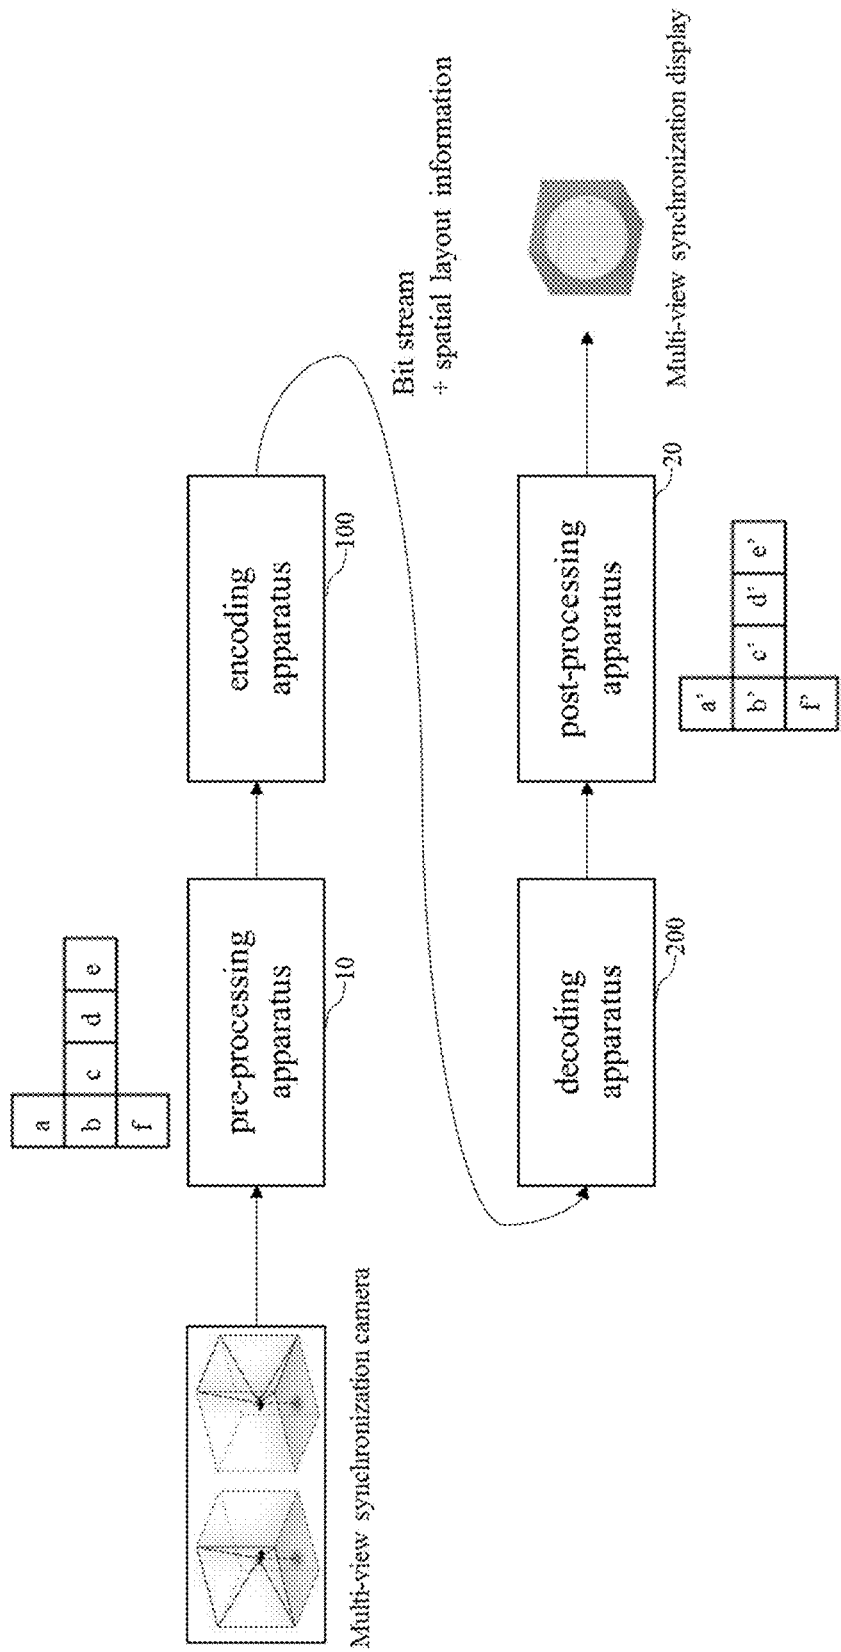 a
b c d e
f
Multi-view synchronization camera
pre-processing
apparatus
10
encoding
apparatus
100
Bit stream
+ spatial layout information
decoding
apparatus
200
post-processing
apparatus
20
a'
b' c' d' e'
f'
Multi-view synchronization display